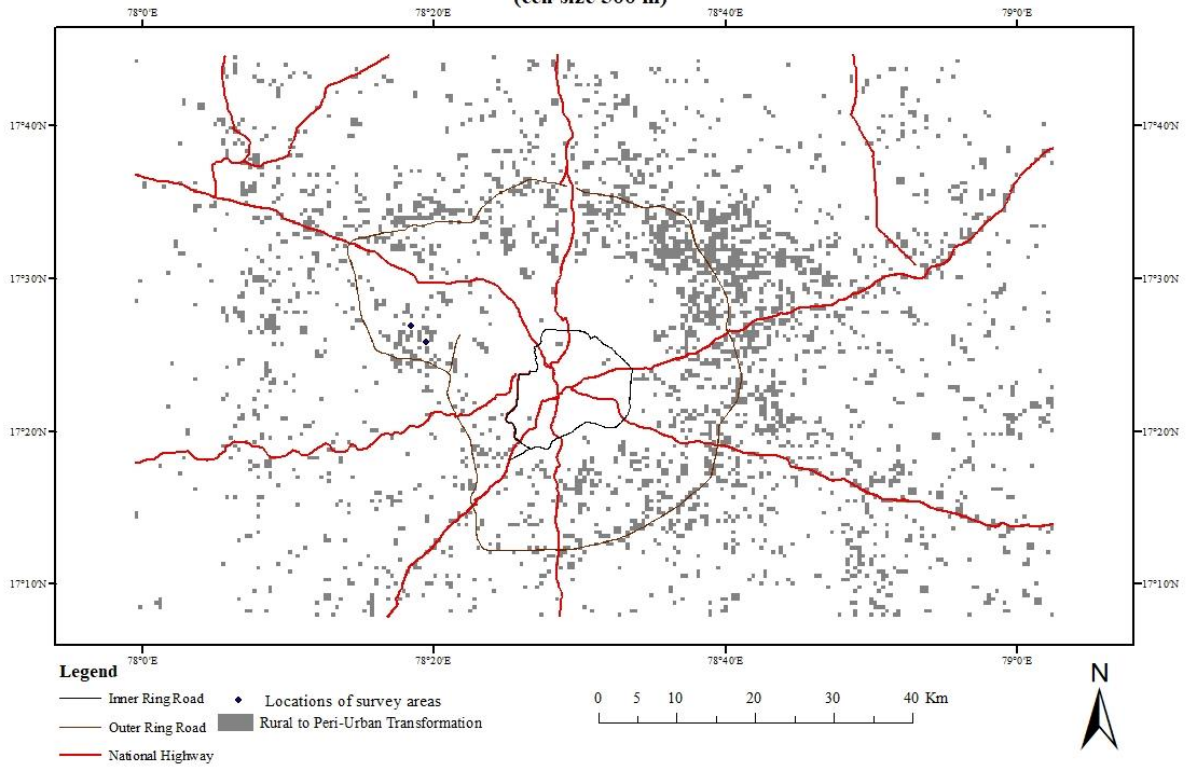 (cell size 500 m)
78°0'E 78°20'E 78°40'E 79°0'E
17°40'N 17°40'N
17°30'N 17°30'N
17°20'N 17°20'N
17°10'N 17°10'N
78°0'E 78°20'E 78°40'E 79°0'E
Legend
Inner Ring Road
Outer Ring Road
National Highway
Locations of survey areas
Rural to Peri-Urban Transformation
0 5 10 20 30 40 Km
N